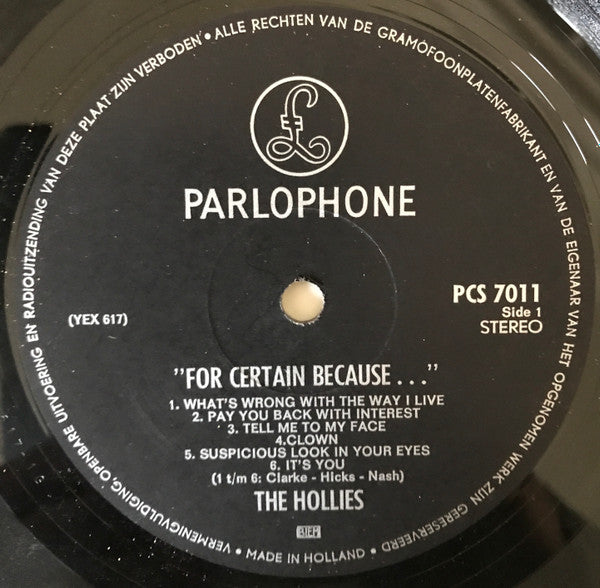 ALLE RECHTEN VAN DE GRAMOFOONPLATENFABRIKANT EN VAN DE EIGENAAR VAN HET OPGENOMEN WERK ZIJN GERESERVEERD • MADE IN HOLLAND • VERMENIGVULDIGING, OPENBARE UITVOERING EN RADIOUITZENDING VAN DEZE PLAAT ZIJN VERBODEN •
£
PARLOPHONE
PCS 7011
(YEX 617)
Side 1
STEREO
"FOR CERTAIN BECAUSE..."
1. WHAT'S WRONG WITH THE WAY I LIVE
2. PAY YOU BACK WITH INTEREST
3. TELL ME TO MY FACE
4.CLOWN
5. SUSPICIOUS LOOK IN YOUR EYES
6. IT'S YOU
(1 t/m 6: Clarke - Hicks - Nash)
THE HOLLIES